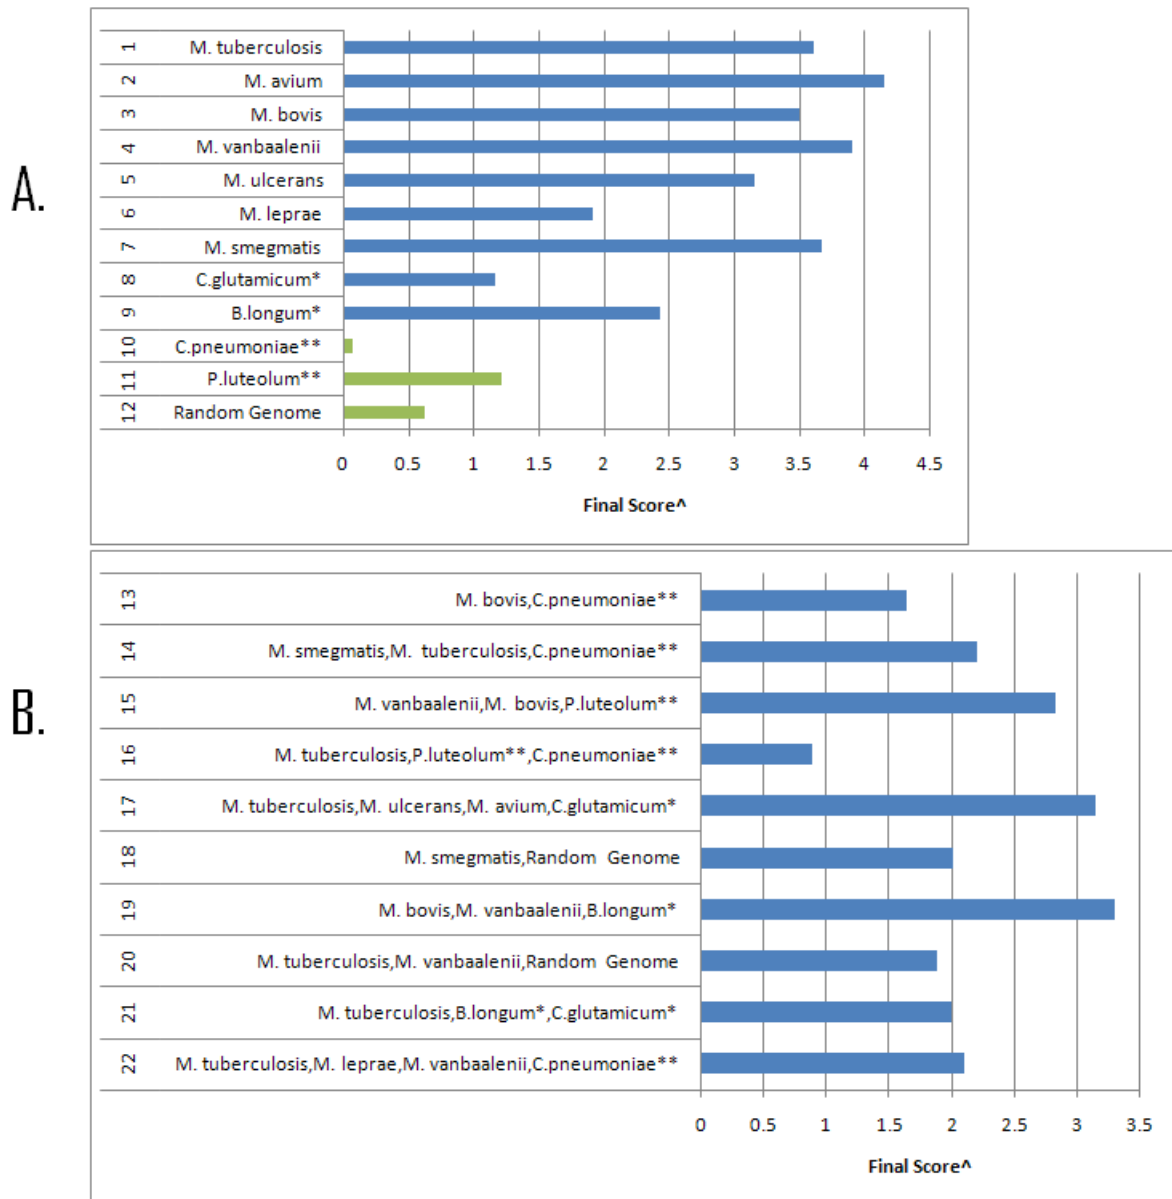 A.
1 M. tuberculosis
2 M. avium
3 M. bovis
4 M. vanbaalenii
5 M. ulcerans
6 M. leprae
7 M. smegmatis
8 C.glutamicum*
9 B.longum*
10 C.pneumoniae**
11 P.luteolum**
12 Random Genome
0 0.5 1 1.5 2 2.5 3 3.5 4 4.5
Final Score^
B.
13 M. bovis,C.pneumoniae**
14 M. smegmatis,M. tuberculosis,C.pneumoniae**
15 M. vanbaalenii,M. bovis,P.luteolum**
16 M. tuberculosis,P.luteolum**,C.pneumoniae**
17 M. tuberculosis,M. ulcerans,M. avium,C.glutamicum*
18 M. smegmatis,Random Genome
19 M. bovis,M. vanbaalenii,B.longum*
20 M. tuberculosis,M. vanbaalenii,Random Genome
21 M. tuberculosis,B.longum*,C.glutamicum*
22 M. tuberculosis,M. leprae,M. vanbaalenii,C.pneumoniae**
0 0.5 1 1.5 2 2.5 3 3.5
Final Score^